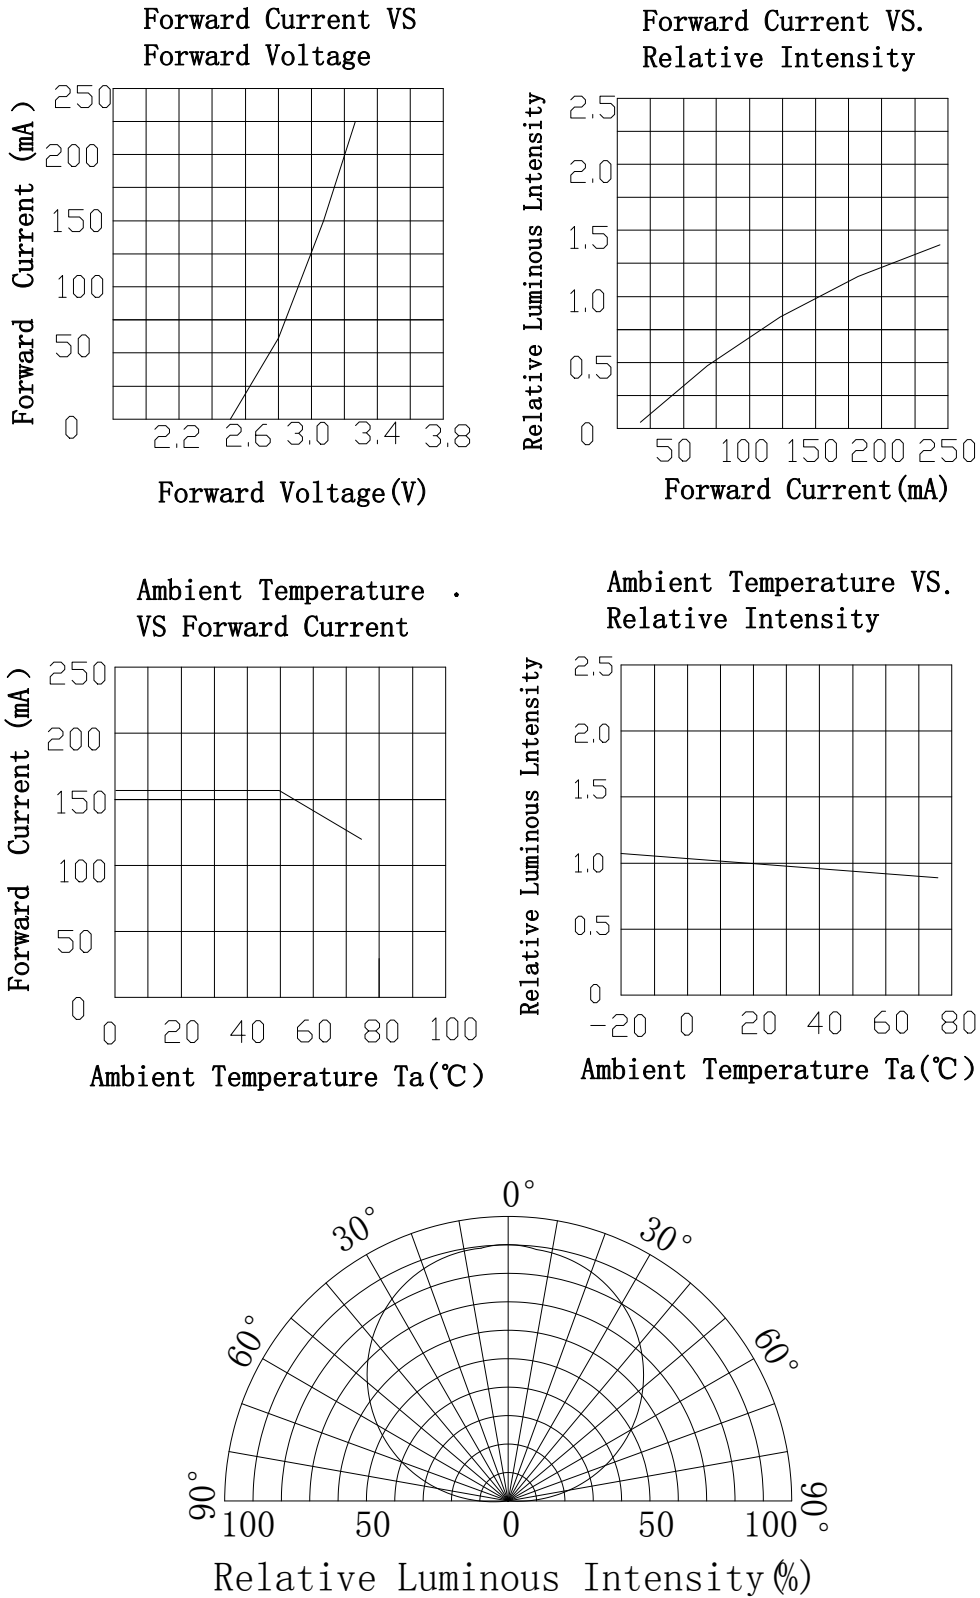 Forward Current VS
Forward Voltage
Forward Current (mA)
250
200
150
100
50
0
2.2 2.6 3.0 3.4 3.8
Forward Voltage(V)
Forward Current VS.
Relative Intensity
Relative Luminous Lntensity
2.5
2.0
1.5
1.0
0.5
0
50 100 150 200 250
Forward Current(mA)
Ambient Temperature .
VS Forward Current
Forward Current (mA)
250
200
150
100
50
0
0 20 40 60 80 100
Ambient Temperature Ta(℃)
Ambient Temperature VS.
Relative Intensity
Relative Luminous Lntensity
2.5
2.0
1.5
1.0
0.5
0
-20 0 20 40 60 80
Ambient Temperature Ta(℃)
0°
30° 30°
60° 60°
90° 90°
100 50 0 50 100
Relative Luminous Intensity(%)